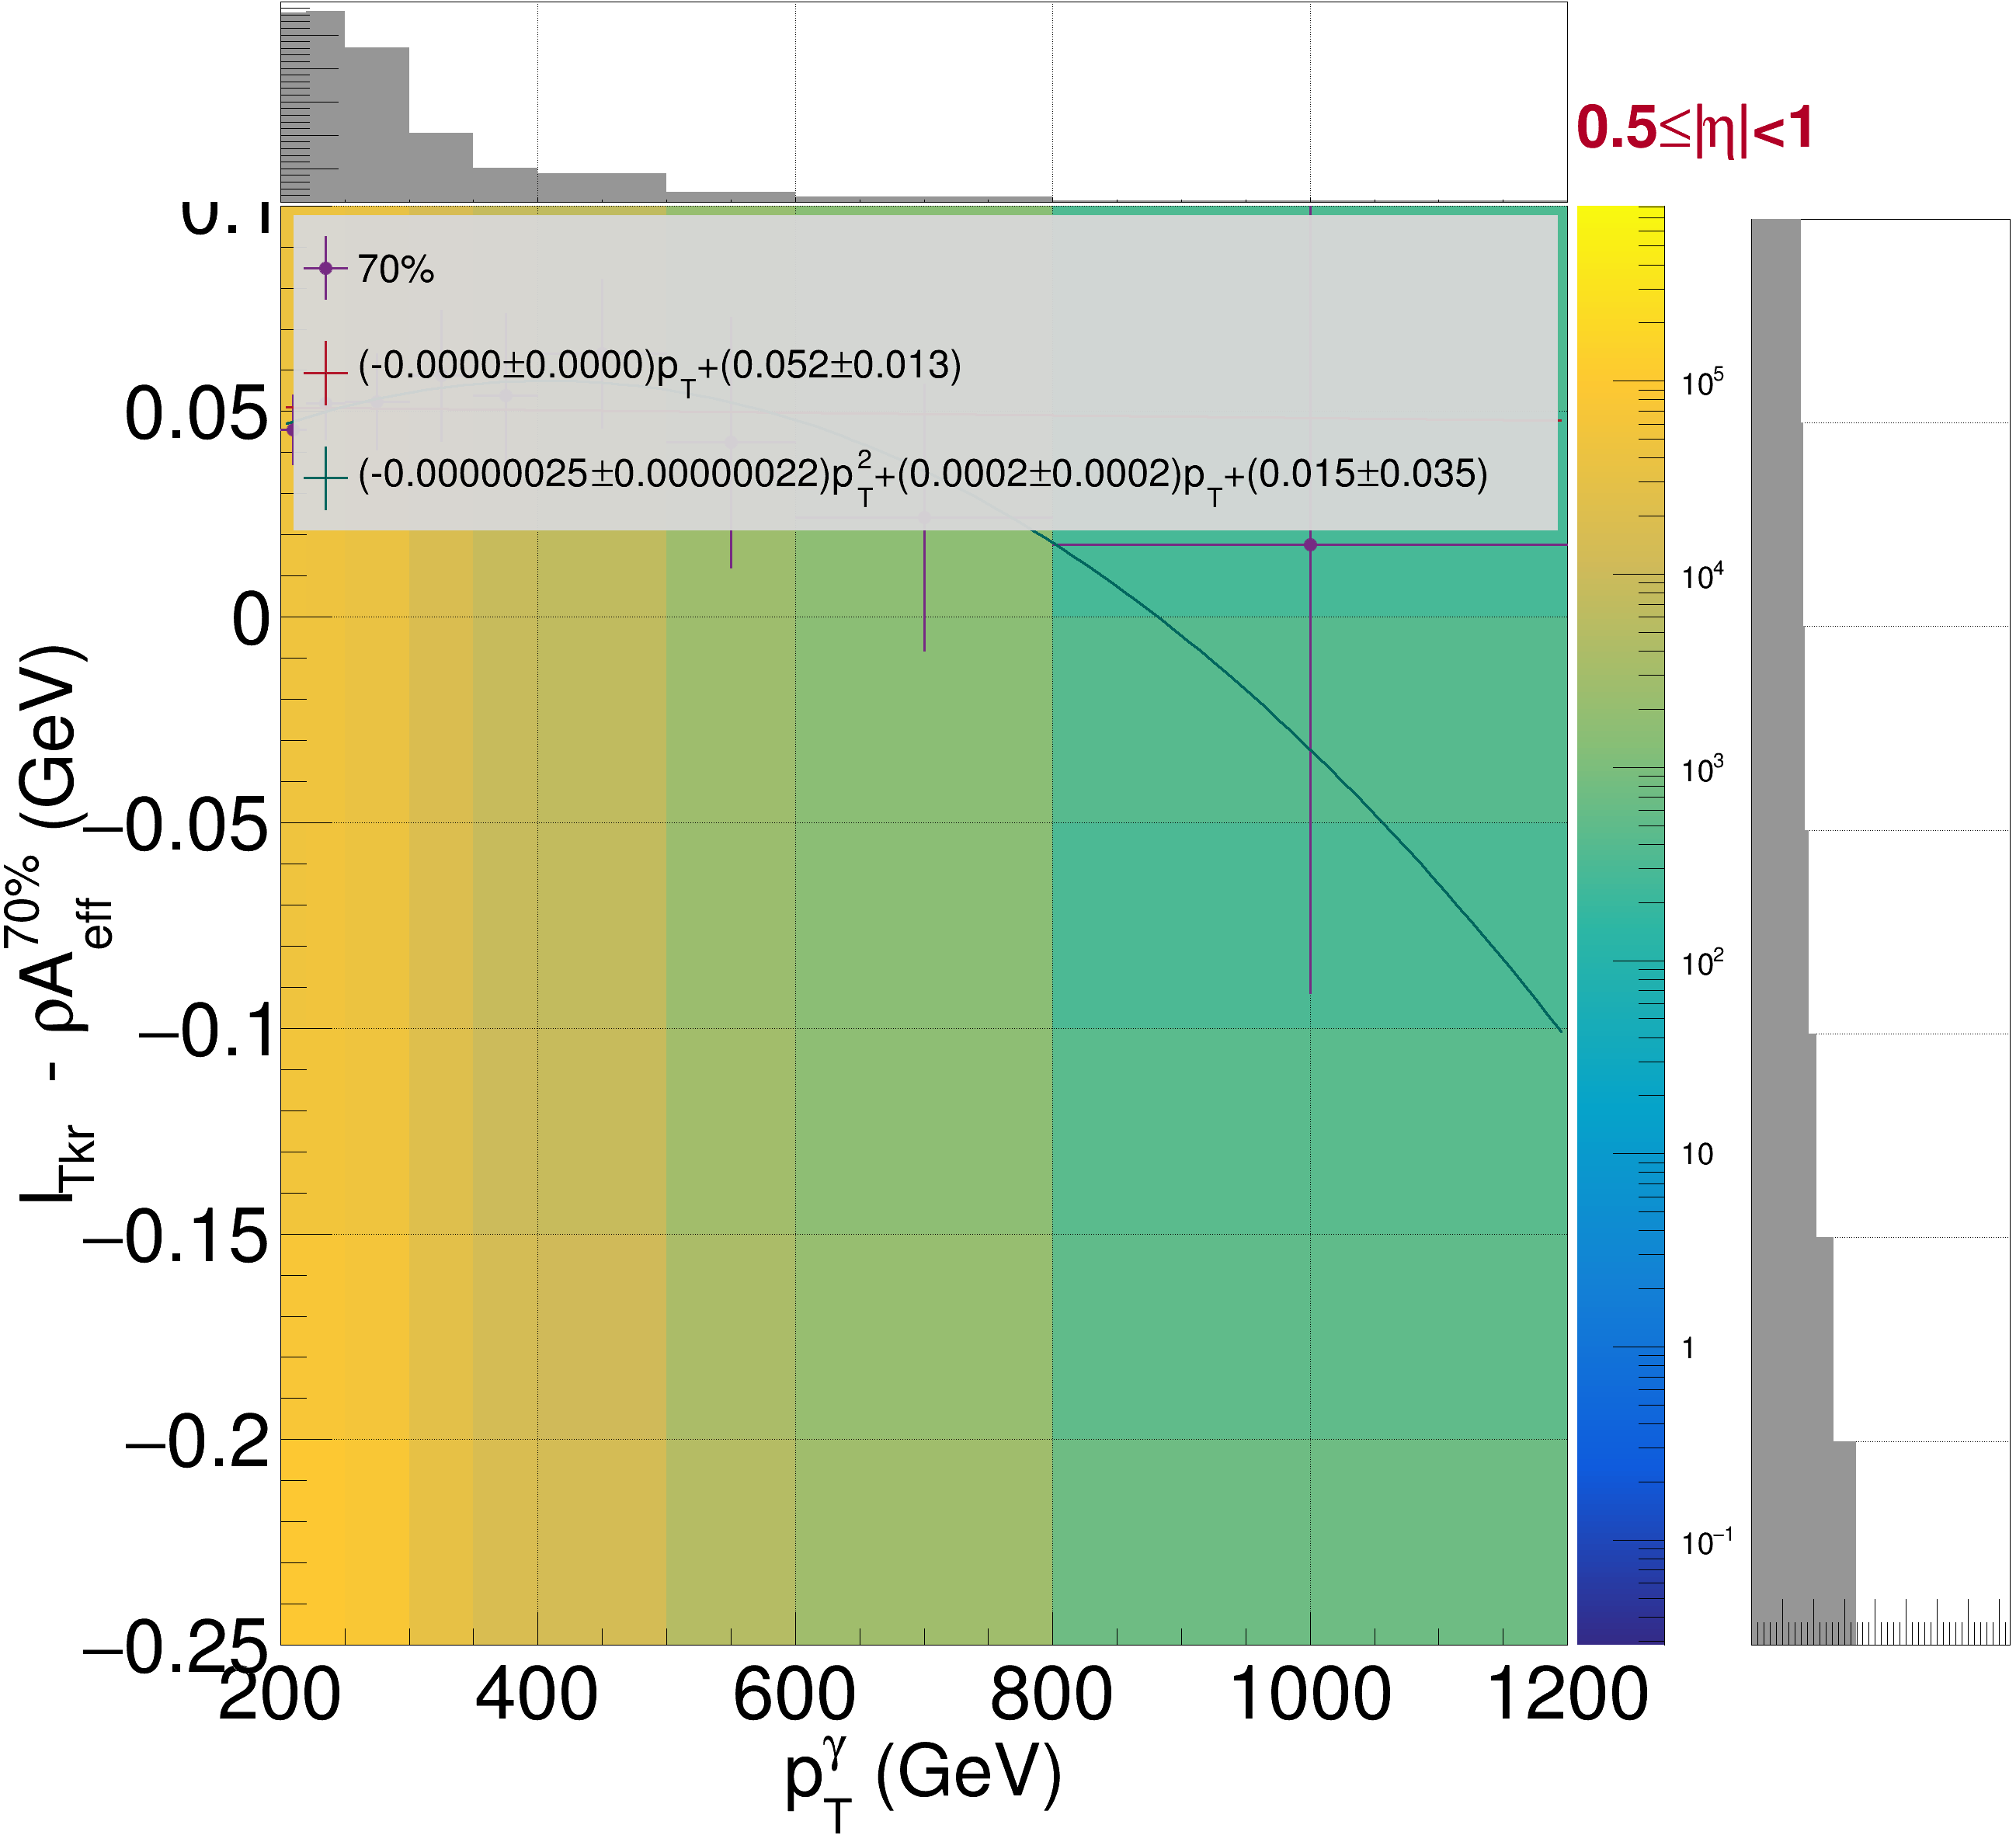 0.5≤|η|<1
0.1
0.05
0
−0.05
−0.1
−0.15
−0.2
−0.25
I_Tkr - ρA_eff^70% (GeV)
70%
(-0.0000±0.0000)p_T+(0.052±0.013)
(-0.00000025±0.00000022)p_T^2+(0.0002±0.0002)p_T+(0.015±0.035)
10^5
10^4
10^3
10^2
10
1
10^−1
200 400 600 800 1000 1200
p_T^γ (GeV)